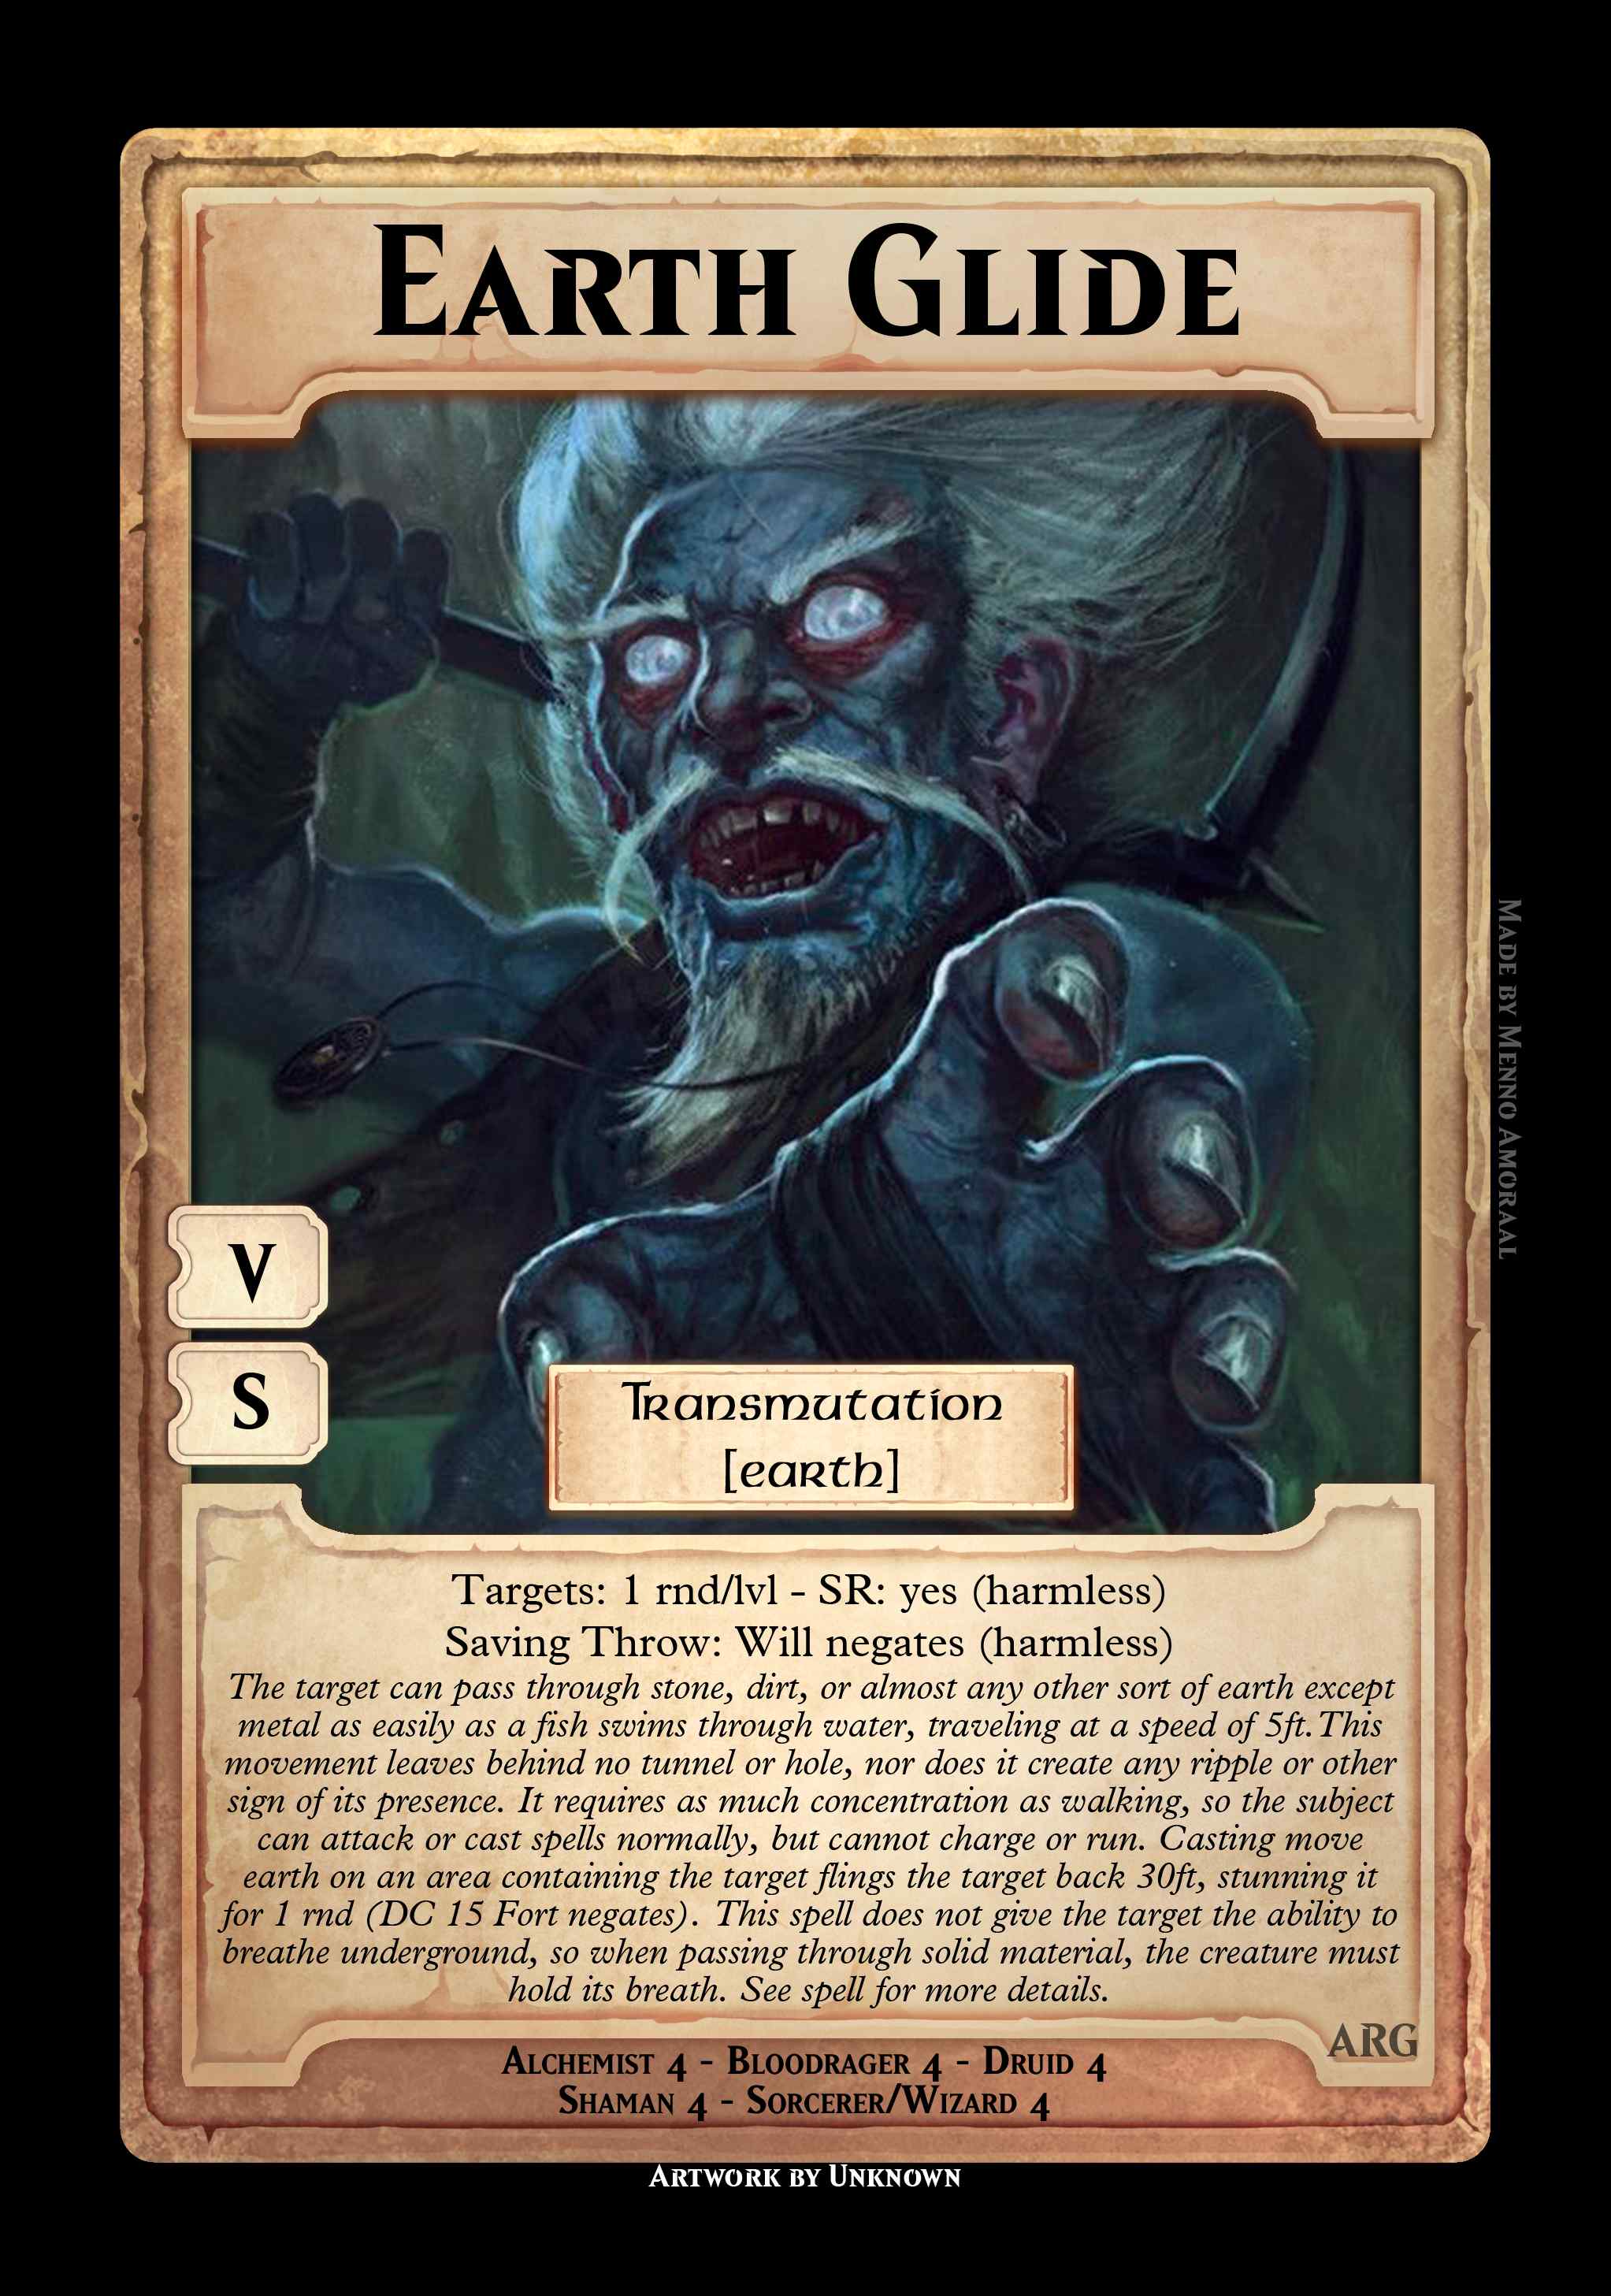 Earth Glide
V
S
Transmutation
[earth]
Targets: 1 rnd/lvl - SR: yes (harmless)
Saving Throw: Will negates (harmless)
The target can pass through stone, dirt, or almost any other sort of earth except
metal as easily as a fish swims through water, traveling at a speed of 5ft.This
movement leaves behind no tunnel or hole, nor does it create any ripple or other
sign of its presence. It requires as much concentration as walking, so the subject
can attack or cast spells normally, but cannot charge or run. Casting move
earth on an area containing the target flings the target back 30ft, stunning it
for 1 rnd (DC 15 Fort negates). This spell does not give the target the ability to
breathe underground, so when passing through solid material, the creature must
hold its breath. See spell for more details.
ARG
Alchemist 4 - Bloodrager 4 - Druid 4
Shaman 4 - Sorcerer/Wizard 4
Artwork by Unknown
Made by Menno Amoraal